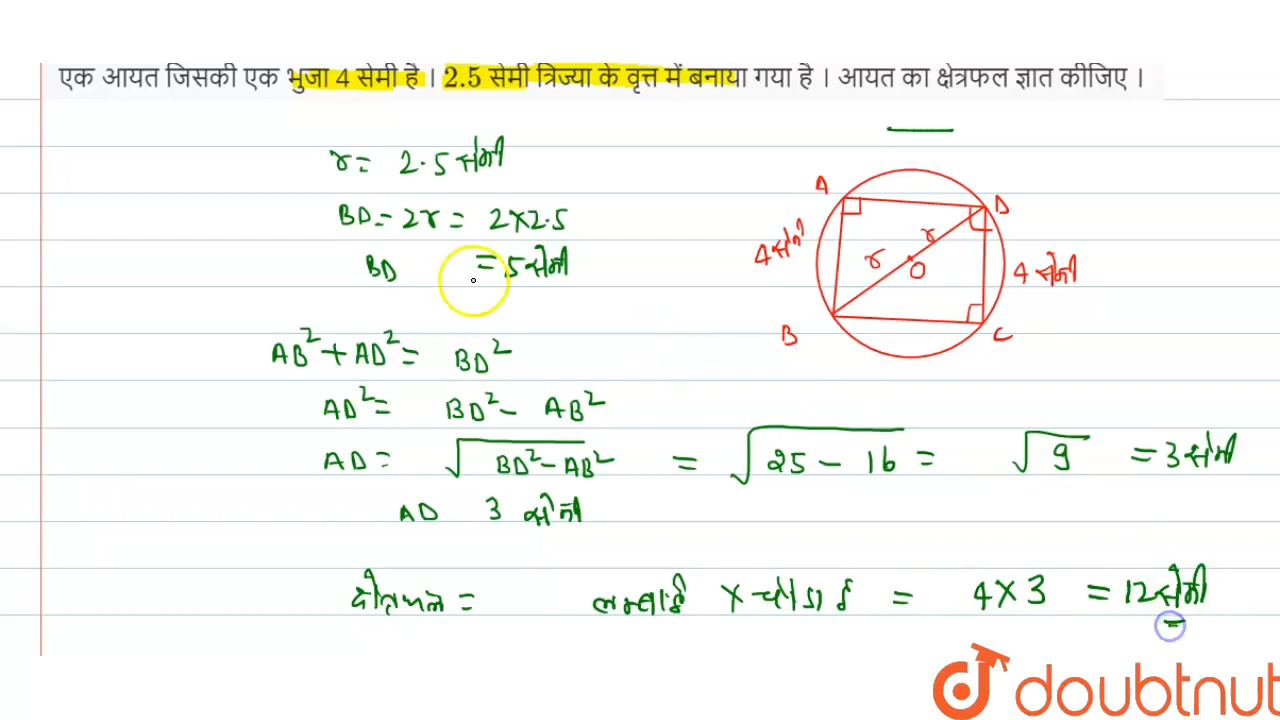 एक आयत जिसकी एक भुजा 4 सेमी है । 2.5 सेमी त्रिज्या के वृत्त में बनाया गया है । आयत का क्षेत्रफल ज्ञात कीजिए ।
r = 2.5 सेमी
BD = 2r = 2×2.5
BD = 5 सेमी
A
D
4 सेमी
r
r
O
4 सेमी
B
C
AB² + AD² = BD²
AD² = BD² - AB²
AD = √BD² - AB² = √25 - 16 = √9 = 3 सेमी
AD 3 सेमी
क्षेत्रफल = लम्बाई × चौडाई = 4×3 = 12 सेमी
doubtnut